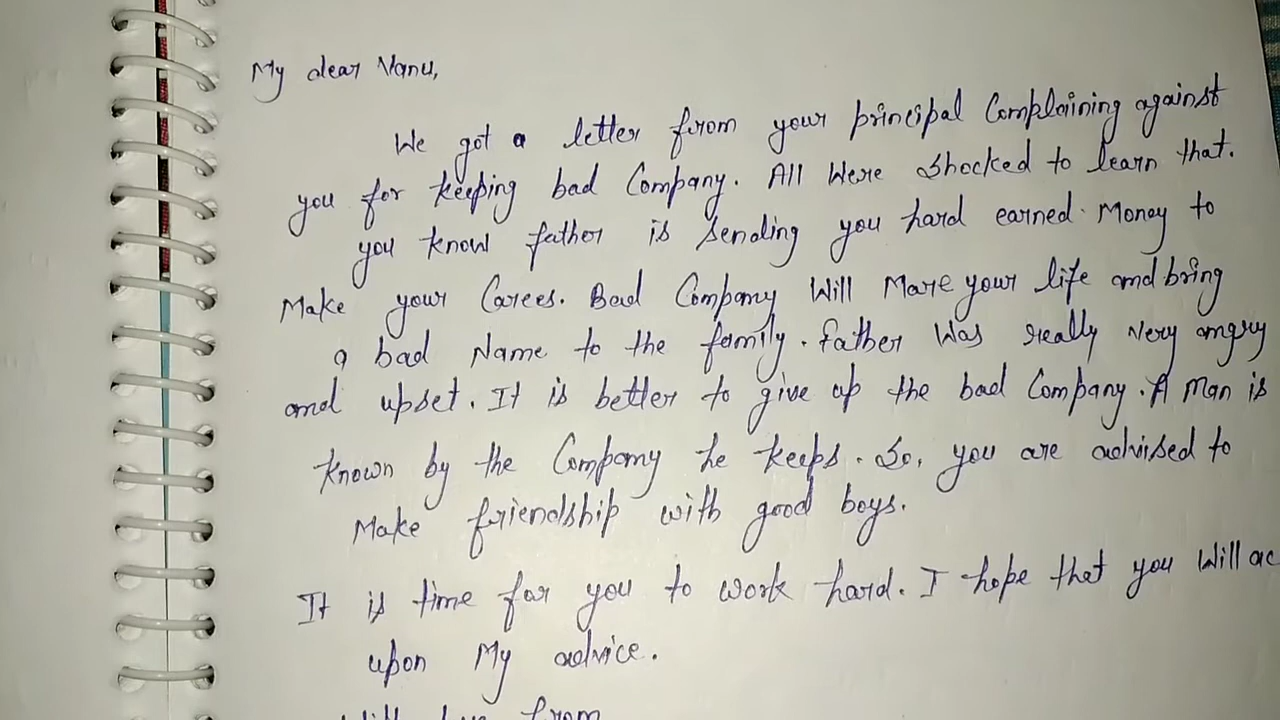 My dear Nanu,
We got a letter from your principal Complaining against
you for keeping bad Company. All Were shocked to learn that.
you know father is sending you hard earned. Money to
Make your Carees. Bad Company Will Mare your life and bring
a bad Name to the family. father Was really very angry
and upset. It is better to give up the bad Company. A Man is
known by the Company he keeps. So, you are advised to
Make friendship with good boys.
It is time for you to work hard. I hope that you Will ac
upon My advice.
from